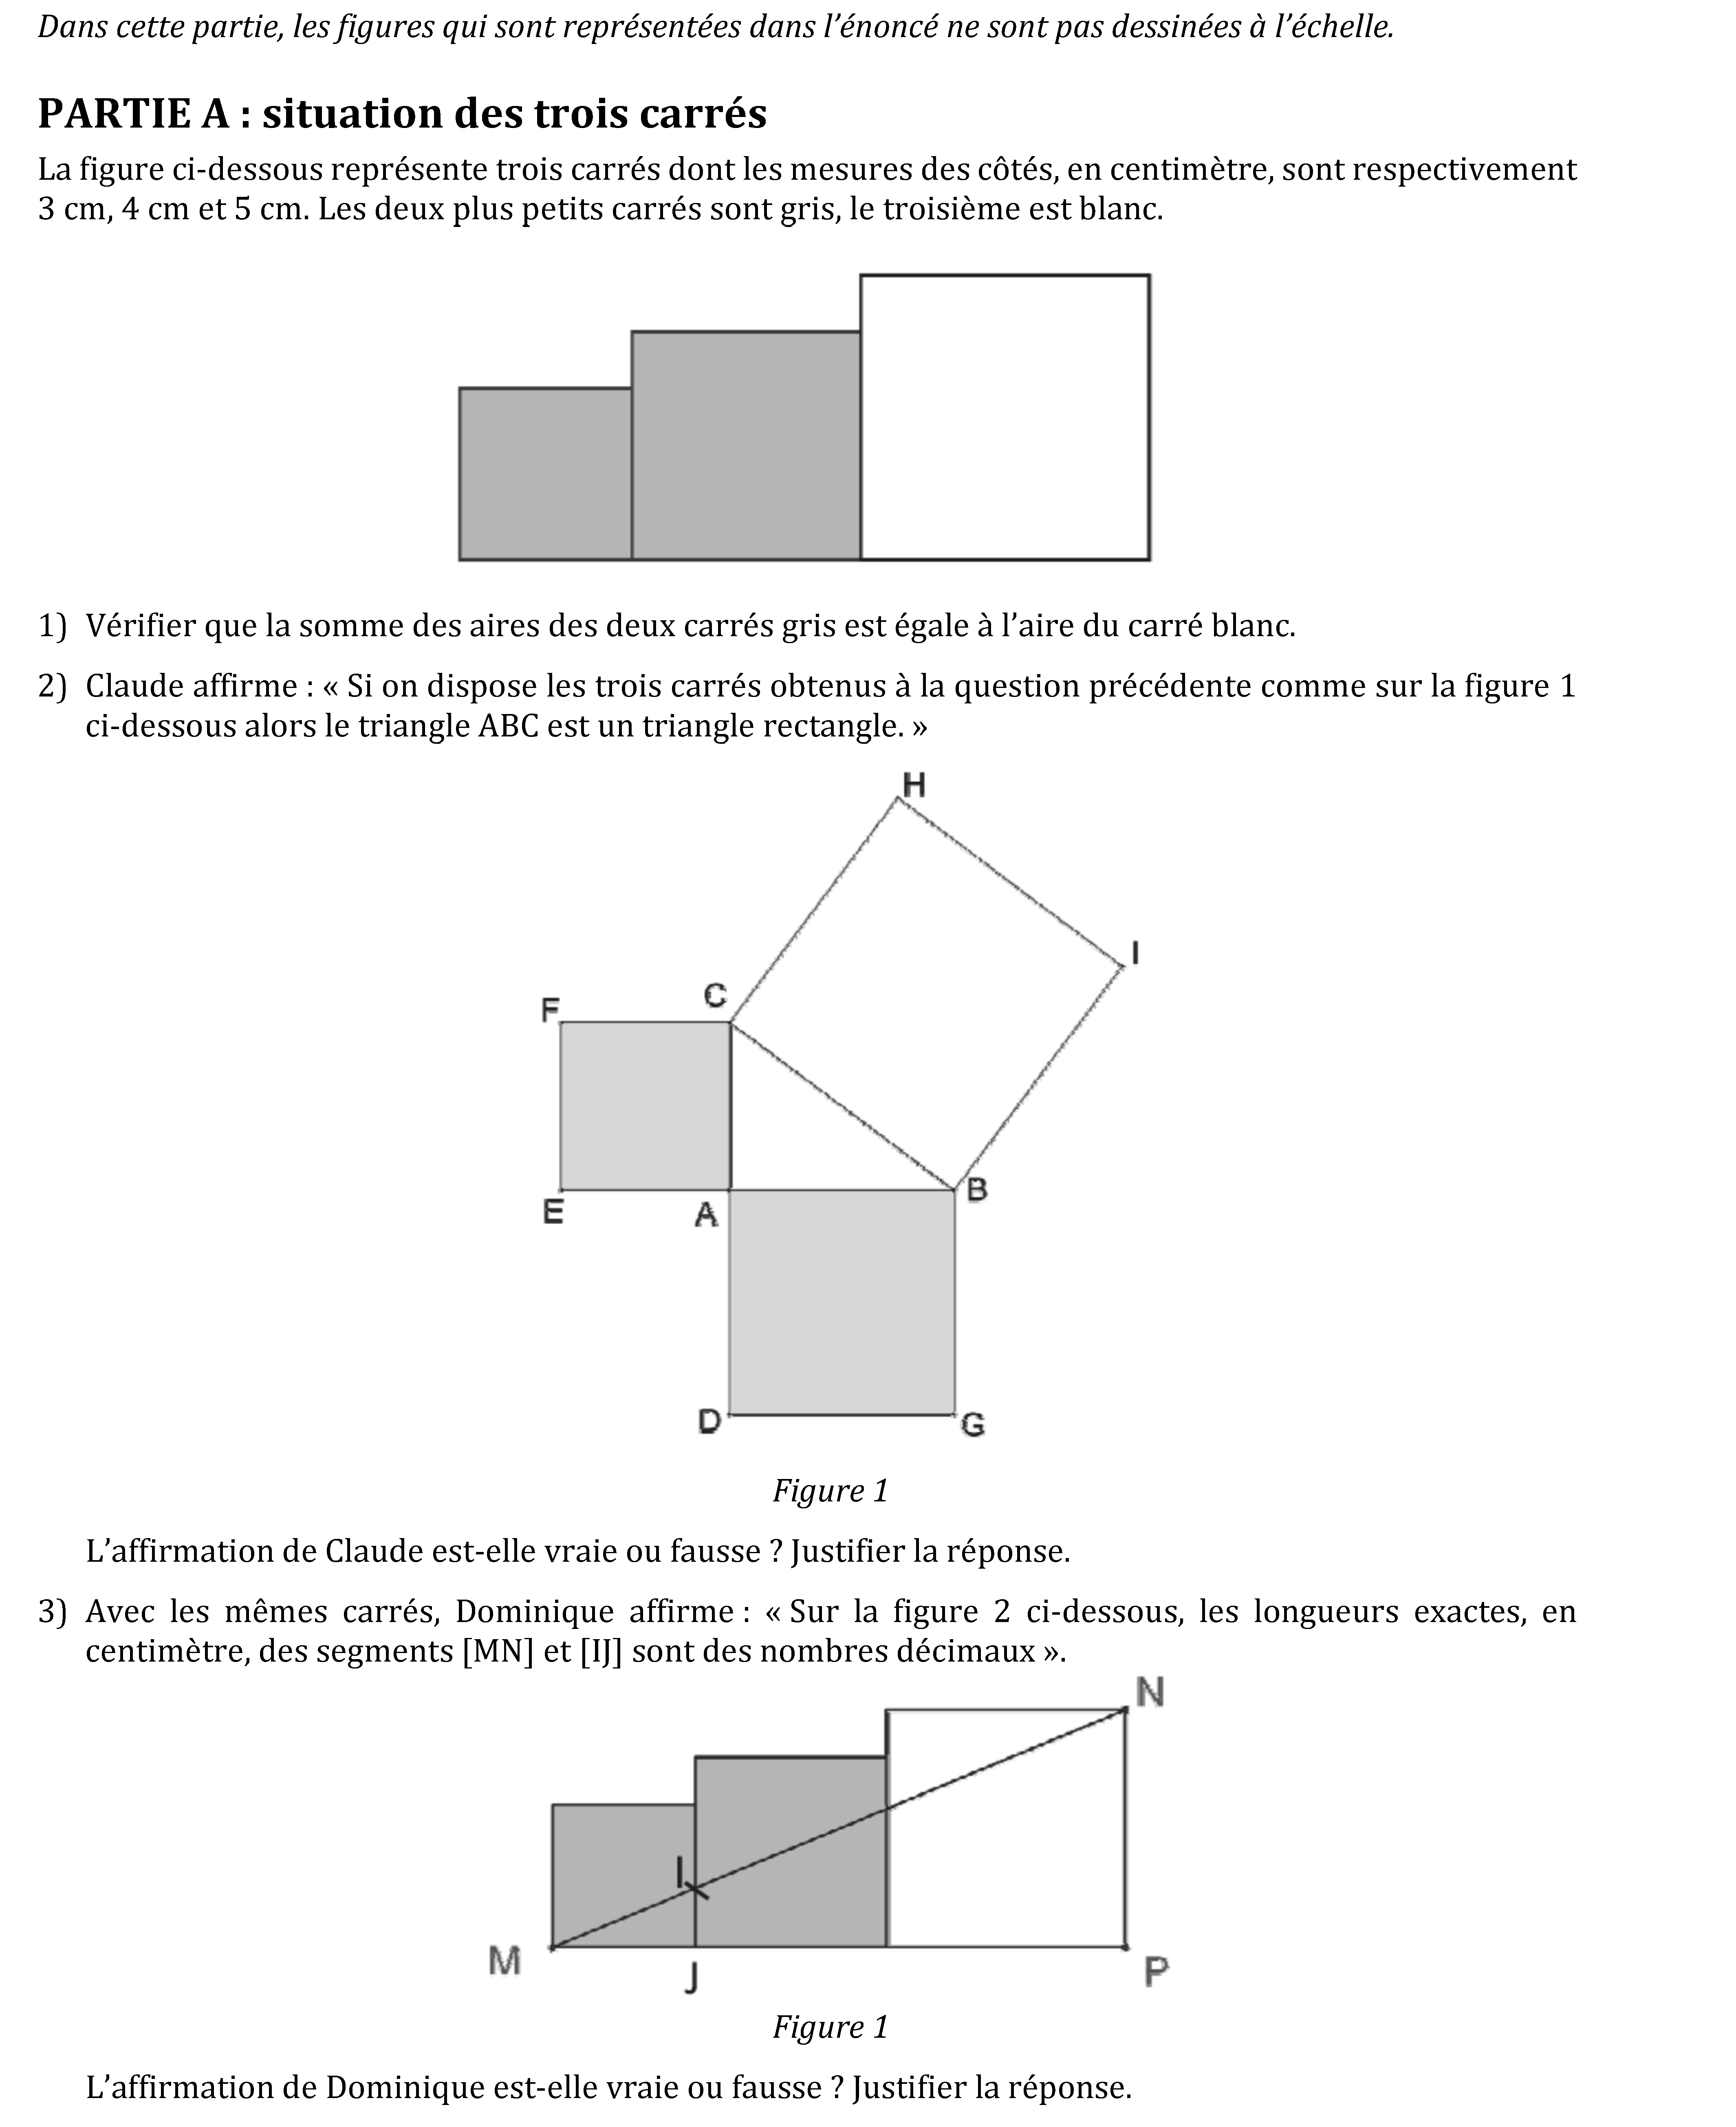 Dans cette partie, les figures qui sont représentées dans l’énoncé ne sont pas dessinées à l’échelle.
PARTIE A : situation des trois carrés
La figure ci-dessous représente trois carrés dont les mesures des côtés, en centimètre, sont respectivement
3 cm, 4 cm et 5 cm. Les deux plus petits carrés sont gris, le troisième est blanc.
1) Vérifier que la somme des aires des deux carrés gris est égale à l’aire du carré blanc.
2) Claude affirme : « Si on dispose les trois carrés obtenus à la question précédente comme sur la figure 1
ci-dessous alors le triangle ABC est un triangle rectangle. »
H
I
C
F
B
E
A
D
G
Figure 1
L’affirmation de Claude est-elle vraie ou fausse ? Justifier la réponse.
3) Avec les mêmes carrés, Dominique affirme : « Sur la figure 2 ci-dessous, les longueurs exactes, en
centimètre, des segments [MN] et [IJ] sont des nombres décimaux ».
N
I
M
J
P
Figure 1
L’affirmation de Dominique est-elle vraie ou fausse ? Justifier la réponse.